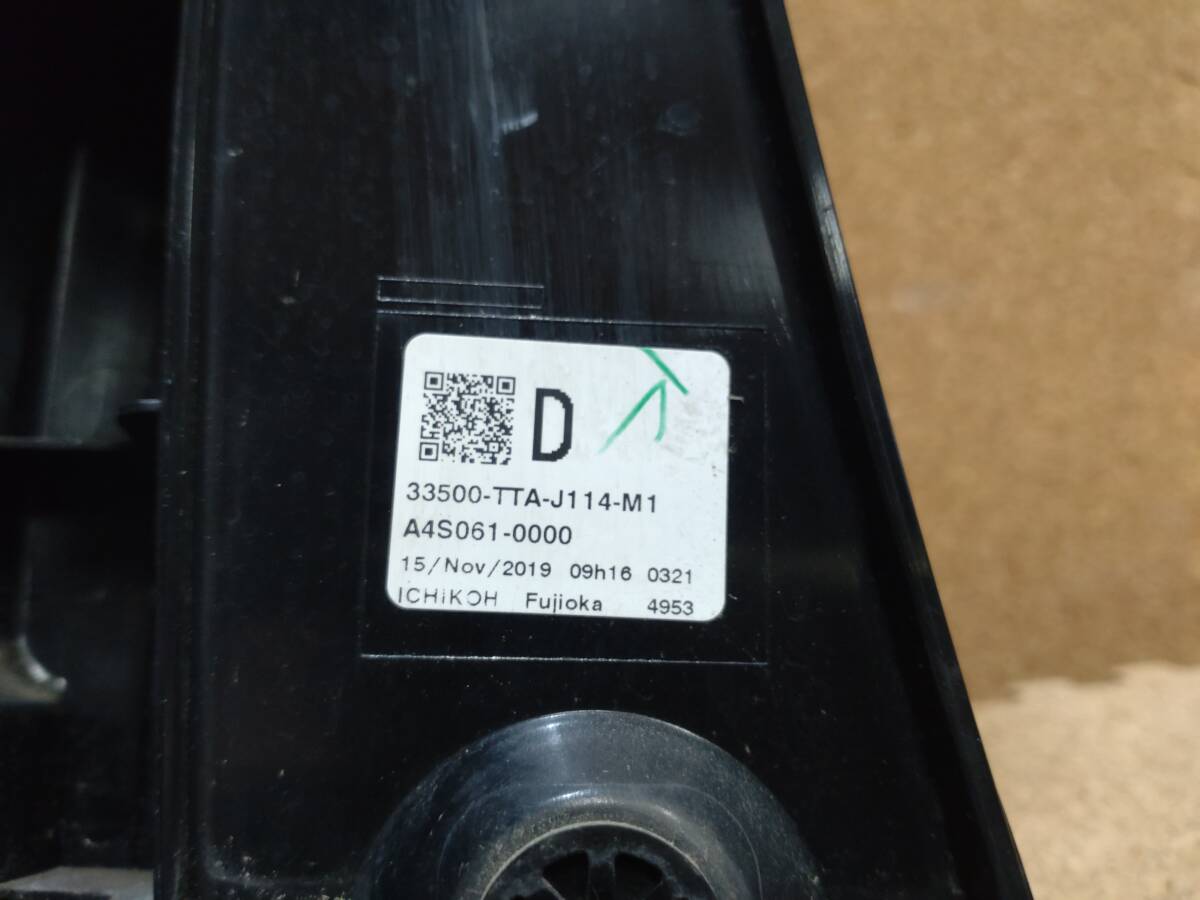 D
33500-TTA-J114-M1
A4S061-0000
15/Nov/2019 09h16 0321
ICHIKOH Fujioka 4953